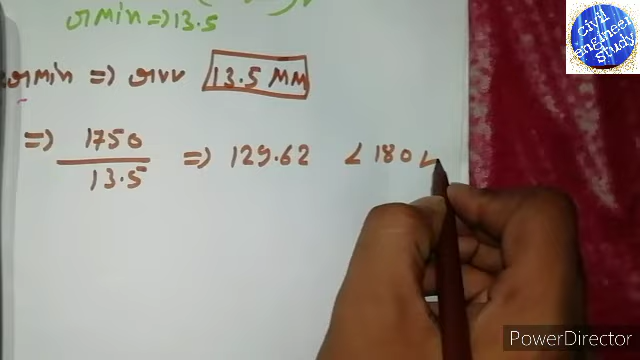 rmin => 13.5
rmin => rvv 13.5 MM
=> 1750 / 13.5 => 129.62 < 180
civil
engineer
study
PowerDirector